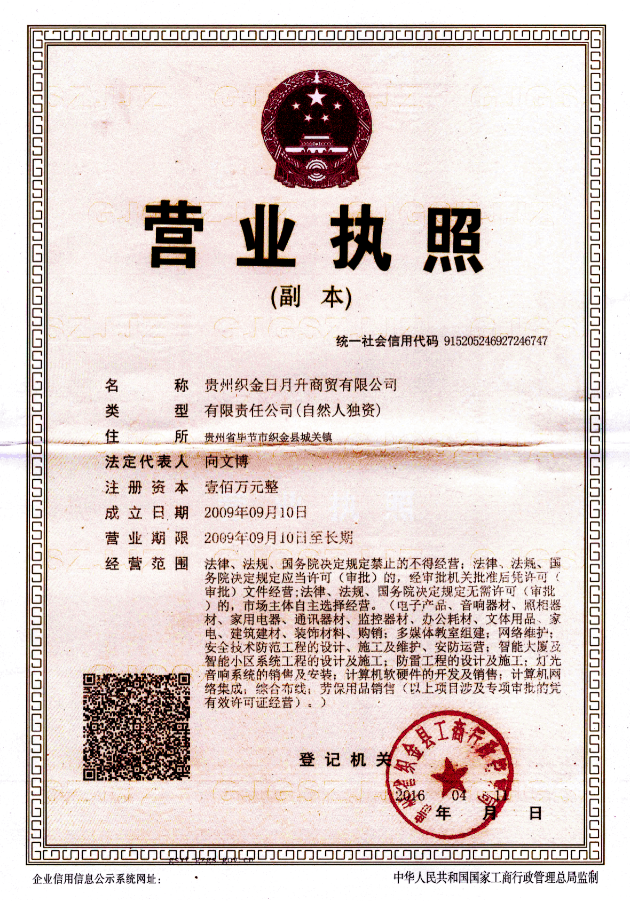 营业执照
(副 本)
统一社会信用代码 915205246927246747
名 称 贵州织金日月升商贸有限公司
类 型 有限责任公司(自然人独资)
住 所 贵州省毕节市织金县城关镇
法定代表人 向文博
注册资本 壹佰万元整
成立日期 2009年09月10日
营业期限 2009年09月10日至长期
经营范围 法律、法规、国务院决定规定禁止的不得经营；法律、法规、国
务院决定规定应当许可（审批）的，经审批机关批准后凭许可（
审批）文件经营;法律、法规、国务院决定规定无需许可（审批
）的，市场主体自主选择经营。（电子产品、音响器材、照相器
材、家用电器、通讯器材、监控器材、办公耗材、文体用品、家
电、建筑建材、装饰材料、购销；多媒体教室组建；网络维护；
安全技术防范工程的设计、施工及维护、安防运营；智能大厦及
智能小区系统工程的设计及施工；防雷工程的设计及施工；灯光
音响系统的销售及安装；计算机软硬件的开发及销售；计算机网
络集成；综合布线；劳保用品销售（以上项目涉及专项审批的凭
有效许可证经营）。）
登记机关
织金县工商行政管理局
2016 04
年 月 日
企业信用信息公示系统网址：
中华人民共和国国家工商行政管理总局监制